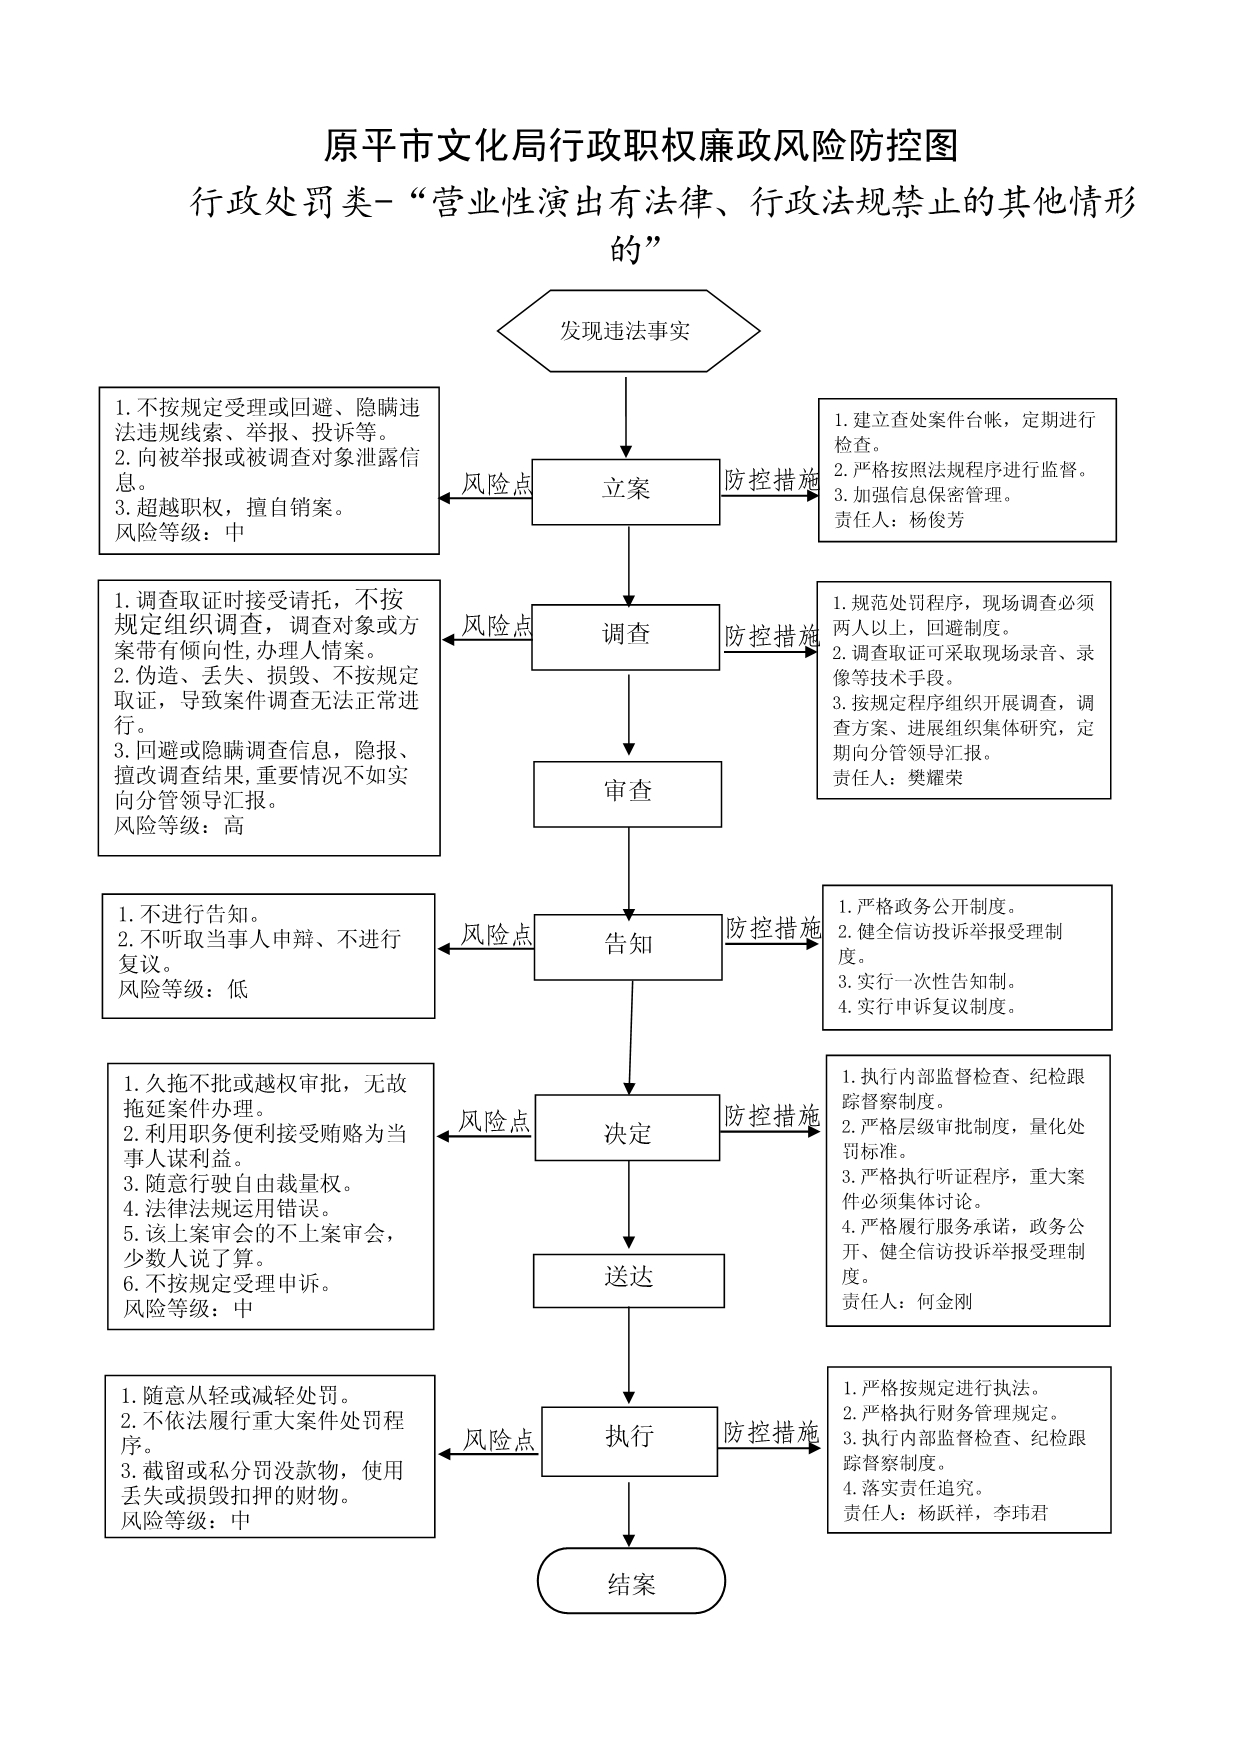 原平市文化局行政职权廉政风险防控图
行政处罚类-“营业性演出有法律、行政法规禁止的其他情形
的”
发现违法事实
1.不按规定受理或回避、隐瞒违
法违规线索、举报、投诉等。
2.向被举报或被调查对象泄露信
息。
3.超越职权，擅自销案。
风险等级：中
风险点
立案
防控措施
1.建立查处案件台帐，定期进行
检查。
2.严格按照法规程序进行监督。
3.加强信息保密管理。
责任人：杨俊芳
1.调查取证时接受请托，不按
规定组织调查，调查对象或方
案带有倾向性,办理人情案。
2.伪造、丢失、损毁、不按规定
取证，导致案件调查无法正常进
行。
3.回避或隐瞒调查信息，隐报、
擅改调查结果,重要情况不如实
向分管领导汇报。
风险等级：高
风险点
调查
防控措施
1.规范处罚程序，现场调查必须
两人以上，回避制度。
2.调查取证可采取现场录音、录
像等技术手段。
3.按规定程序组织开展调查，调
查方案、进展组织集体研究，定
期向分管领导汇报。
责任人：樊耀荣
审查
1.不进行告知。
2.不听取当事人申辩、不进行
复议。
风险等级：低
风险点
告知
防控措施
1.严格政务公开制度。
2.健全信访投诉举报受理制
度。
3.实行一次性告知制。
4.实行申诉复议制度。
1.久拖不批或越权审批，无故
拖延案件办理。
2.利用职务便利接受贿赂为当
事人谋利益。
3.随意行驶自由裁量权。
4.法律法规运用错误。
5.该上案审会的不上案审会，
少数人说了算。
6.不按规定受理申诉。
风险等级：中
风险点
决定
防控措施
1.执行内部监督检查、纪检跟
踪督察制度。
2.严格层级审批制度，量化处
罚标准。
3.严格执行听证程序，重大案
件必须集体讨论。
4.严格履行服务承诺，政务公
开、健全信访投诉举报受理制
度。
责任人：何金刚
送达
1.随意从轻或减轻处罚。
2.不依法履行重大案件处罚程
序。
3.截留或私分罚没款物，使用
丢失或损毁扣押的财物。
风险等级：中
风险点
执行
防控措施
1.严格按规定进行执法。
2.严格执行财务管理规定。
3.执行内部监督检查、纪检跟
踪督察制度。
4.落实责任追究。
责任人：杨跃祥，李玮君
结案